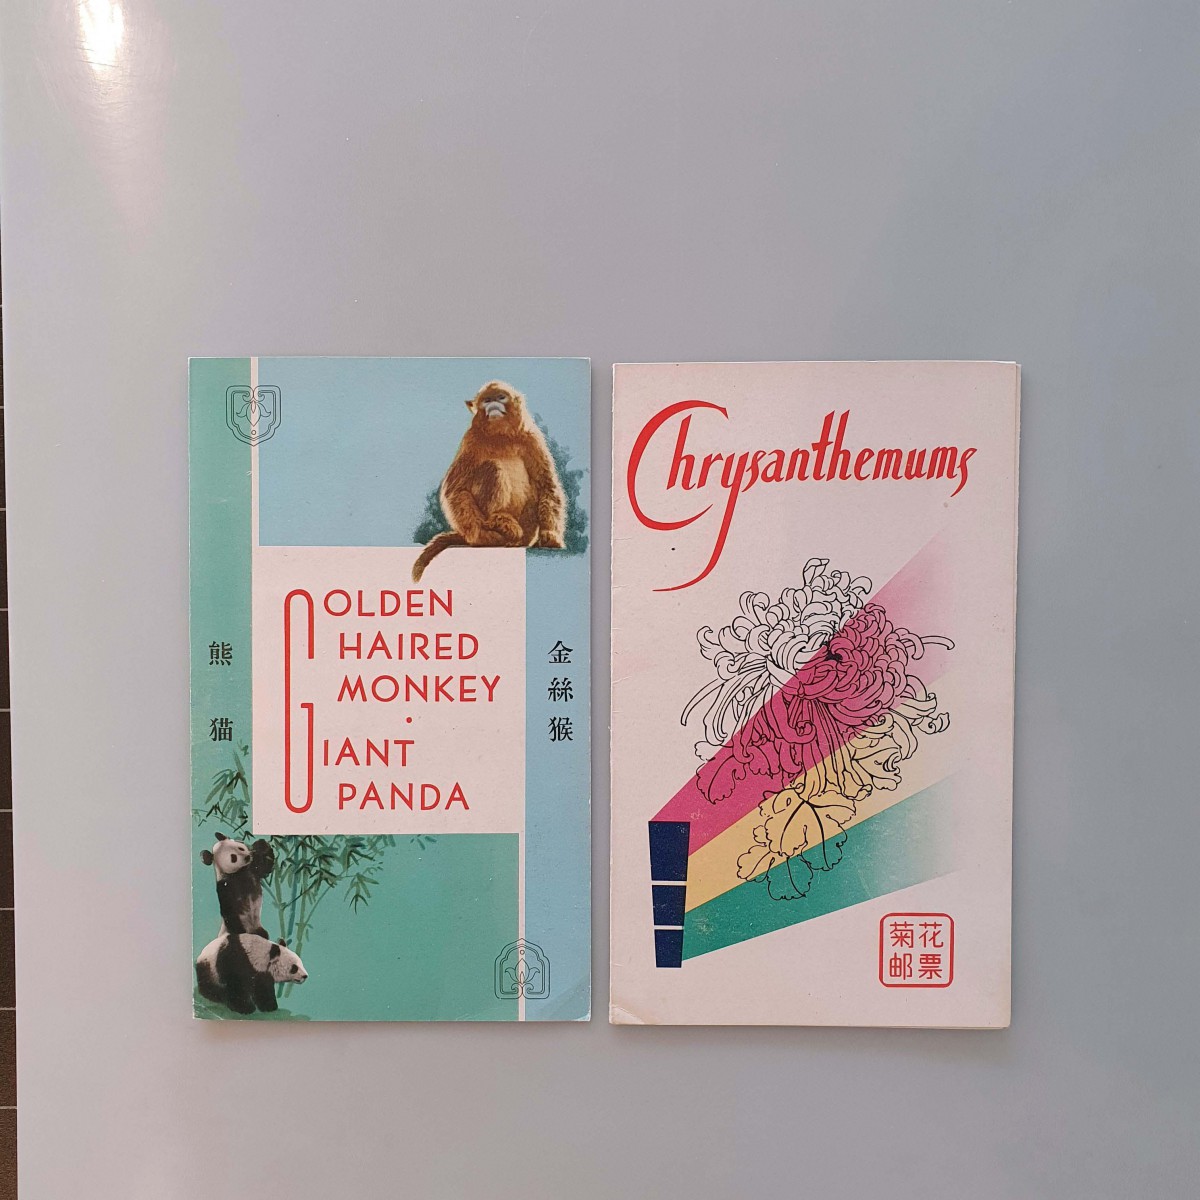 GOLDEN
HAIRED
MONKEY
·
GIANT
PANDA
熊猫
金絲猴
Chrysanthemums
菊花
邮票